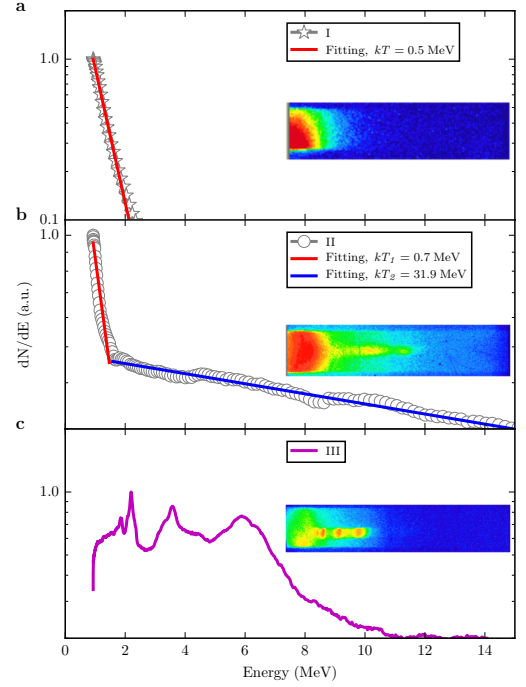 a
1.0
I
Fitting, kT = 0.5 MeV
0.1
b
1.0
II
Fitting, kT₁ = 0.7 MeV
Fitting, kT₂ = 31.9 MeV
dN/dE (a.u.)
c
III
1.0
0 2 4 6 8 10 12 14
Energy (MeV)